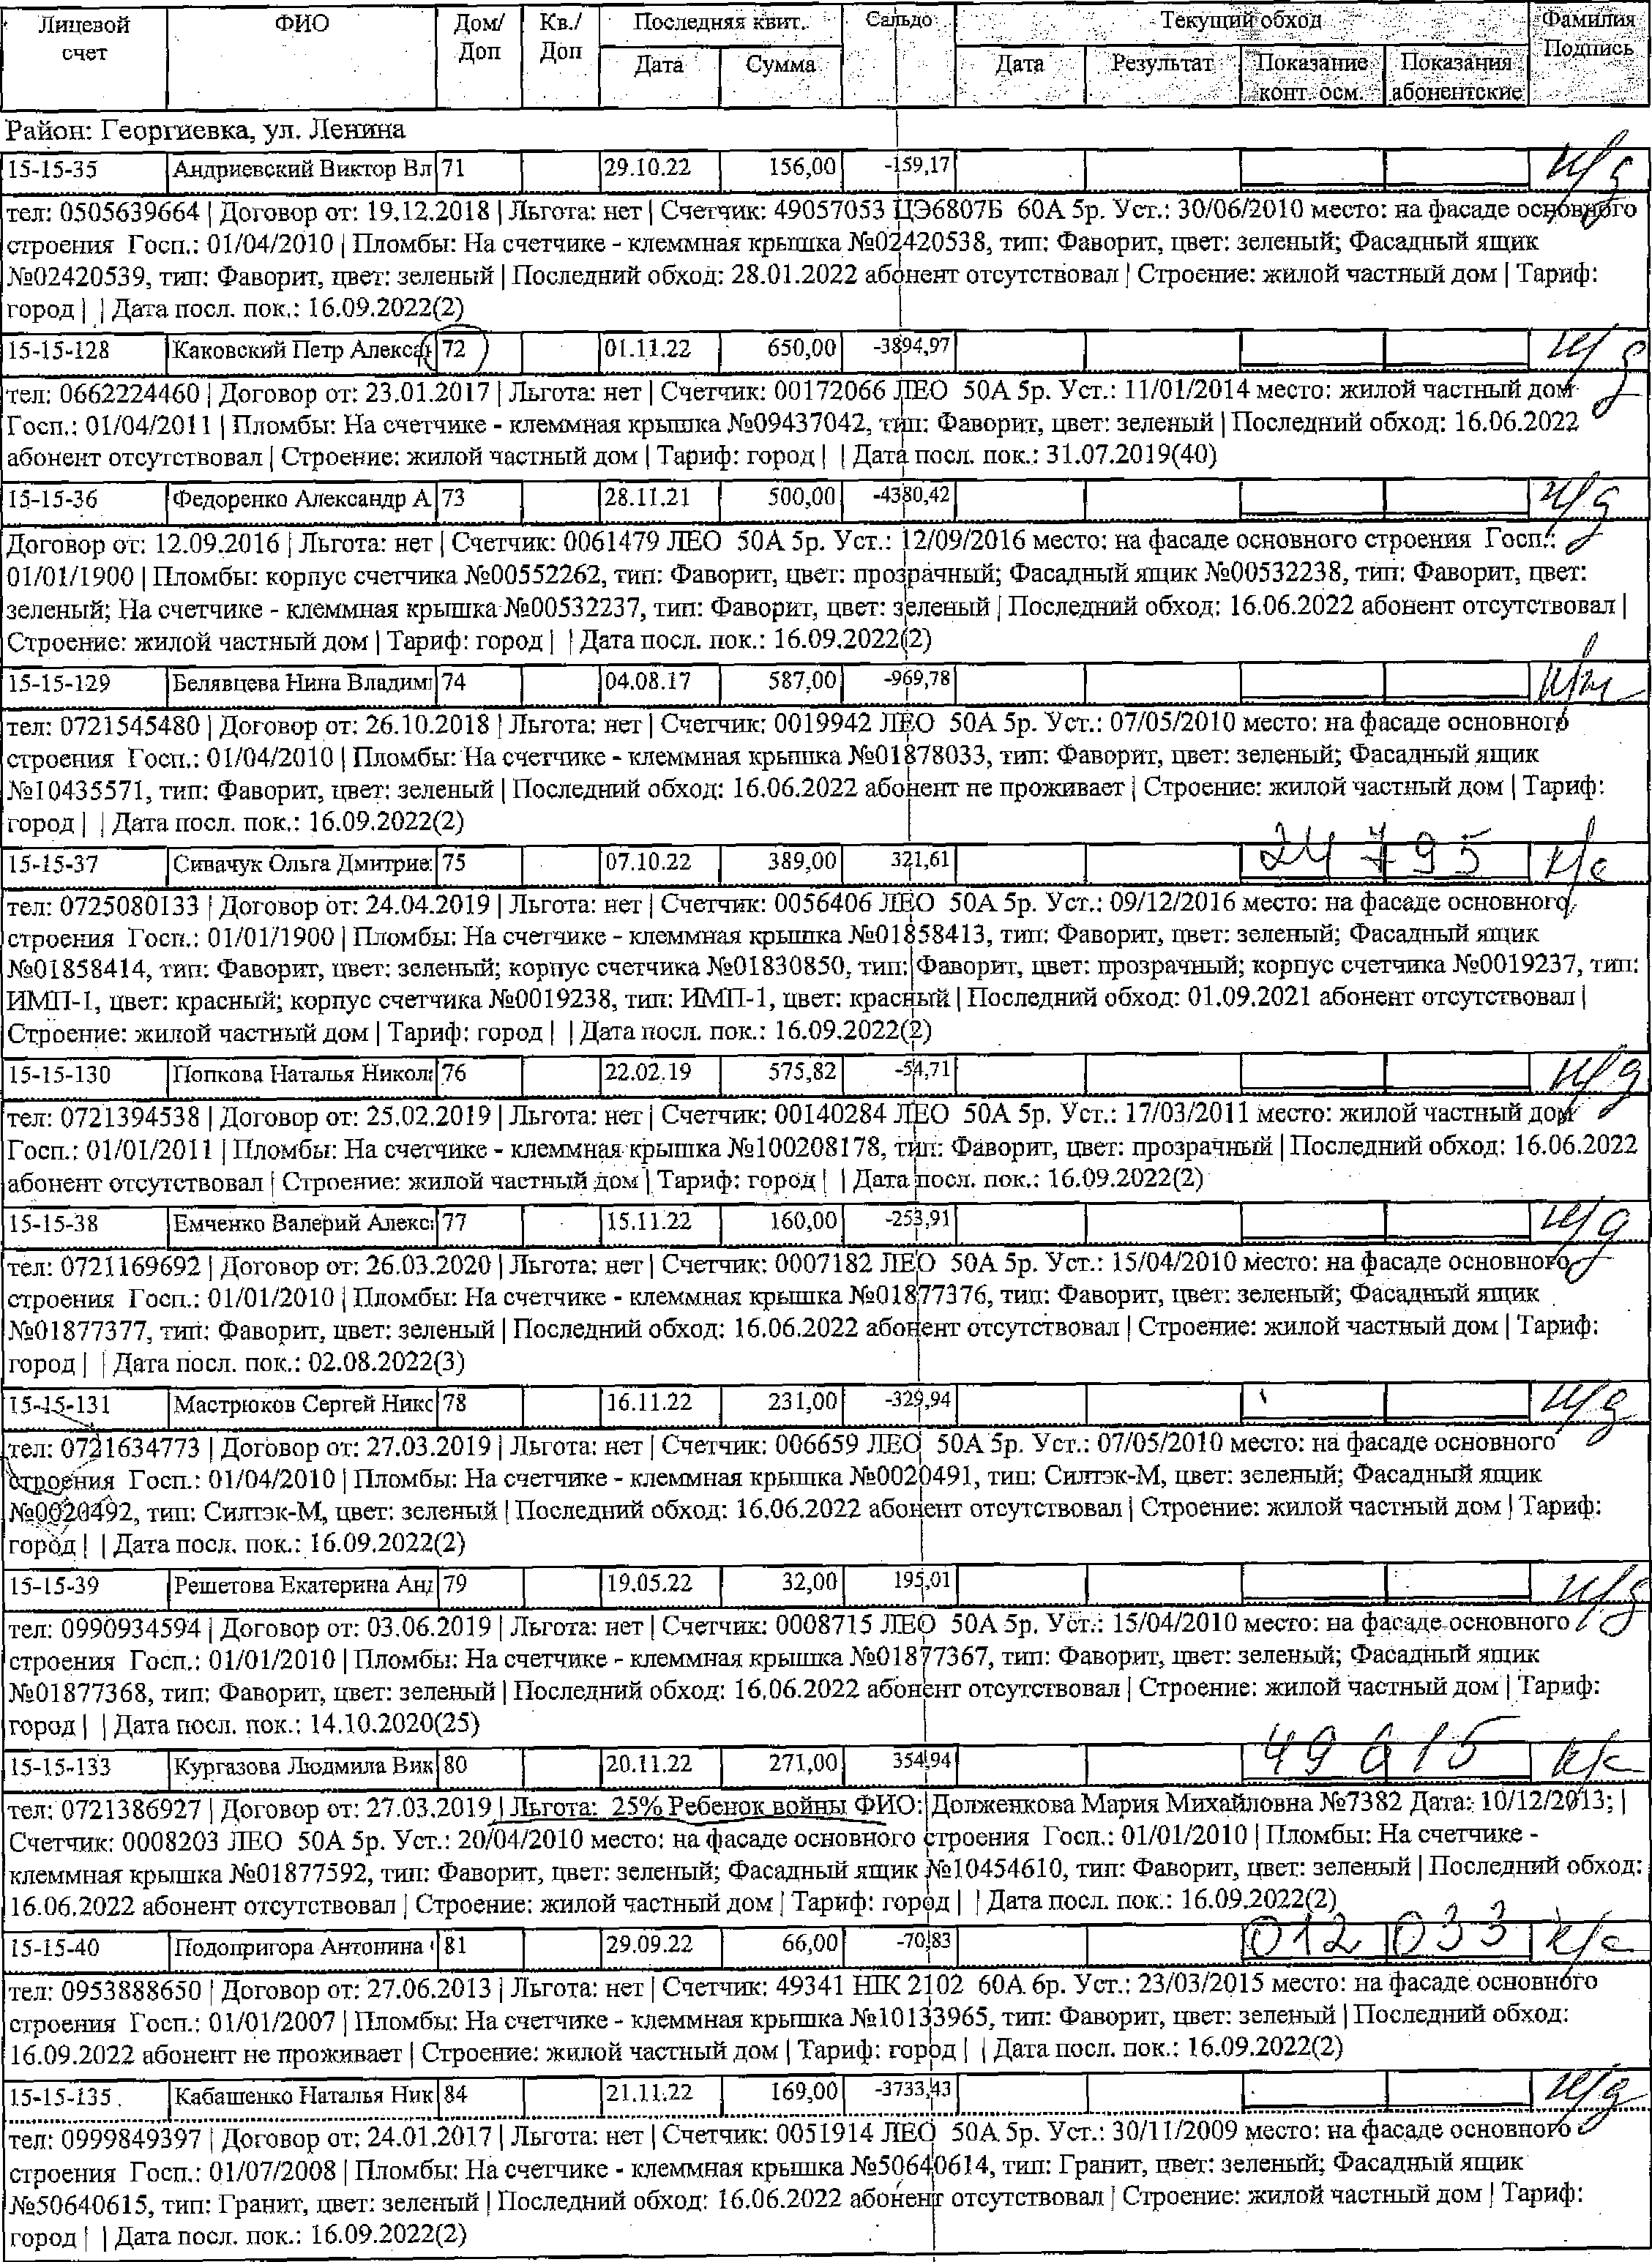 Лицевой счет ФИО Дом/Доп Кв./Доп Последняя квит. Сальдо Текущий обход Фамилия Подпись
Дата Сумма Дата Результат Показание конт. осм. Показания абонентские
Район: Георгиевка, ул. Ленина
15-15-35 Андриевский Виктор Вл 71 29.10.22 156,00 -159,17 н/д
тел: 0505639664 | Договор от: 19.12.2018 | Льгота: нет | Счетчик: 49057053 ЦЭ6807Б 60А 5р. Уст.: 30/06/2010 место: на фасаде основного
строения Госп.: 01/04/2010 | Пломбы: На счетчике - клеммная крышка №02420538, тип: Фаворит, цвет: зеленый; Фасадный ящик
№02420539, тип: Фаворит, цвет: зеленый | Последний обход: 28.01.2022 абонент отсутствовал | Строение: жилой частный дом | Тариф:
город | | Дата посл. пок.: 16.09.2022(2)
15-15-128 Каковский Петр Алексан 72 01.11.22 650,00 -3894,97 н/д
тел: 0662224460 | Договор от: 23.01.2017 | Льгота: нет | Счетчик: 00172066 ЛЕО 50А 5р. Уст.: 11/01/2014 место: жилой частный дом
Госп.: 01/04/2011 | Пломбы: На счетчике - клеммная крышка №09437042, тип: Фаворит, цвет: зеленый | Последний обход: 16.06.2022
абонент отсутствовал | Строение: жилой частный дом | Тариф: город | | Дата посл. пок.: 31.07.2019(40)
15-15-36 Федоренко Александр А 73 28.11.21 500,00 -4380,42 н/д
Договор от: 12.09.2016 | Льгота: нет | Счетчик: 0061479 ЛЕО 50А 5р. Уст.: 12/09/2016 место: на фасаде основного строения Госп.:
01/01/1900 | Пломбы: корпус счетчика №00552262, тип: Фаворит, цвет: прозрачный; Фасадный ящик №00532238, тип: Фаворит, цвет:
зеленый; На счетчике - клеммная крышка №00532237, тип: Фаворит, цвет: зеленый | Последний обход: 16.06.2022 абонент отсутствовал |
Строение: жилой частный дом | Тариф: город | | Дата посл. пок.: 16.09.2022(2)
15-15-129 Белявцева Нина Владими 74 04.08.17 587,00 -969,78 н/ж
тел: 0721545480 | Договор от: 26.10.2018 | Льгота: нет | Счетчик: 0019942 ЛЕО 50А 5р. Уст.: 07/05/2010 место: на фасаде основного
строения Госп.: 01/04/2010 | Пломбы: На счетчике - клеммная крышка №01878033, тип: Фаворит, цвет: зеленый; Фасадный ящик
№10435571, тип: Фаворит, цвет: зеленый | Последний обход: 16.06.2022 абонент не проживает | Строение: жилой частный дом | Тариф:
город | | Дата посл. пок.: 16.09.2022(2)
15-15-37 Сивачук Ольга Дмитрие 75 07.10.22 389,00 321,61 24795 к/с
тел: 0725080133 | Договор от: 24.04.2019 | Льгота: нет | Счетчик: 0056406 ЛЕО 50А 5р. Уст.: 09/12/2016 место: на фасаде основного
строения Госп.: 01/01/1900 | Пломбы: На счетчике - клеммная крышка №01858413, тип: Фаворит, цвет: зеленый; Фасадный ящик
№01858414, тип: Фаворит, цвет: зеленый; корпус счетчика №01830850, тип: Фаворит, цвет: прозрачный; корпус счетчика №0019237, тип:
ИМП-1, цвет: красный; корпус счетчика №0019238, тип: ИМП-1, цвет: красный | Последний обход: 01.09.2021 абонент отсутствовал |
Строение: жилой частный дом | Тариф: город | | Дата посл. пок.: 16.09.2022(2)
15-15-130 Попкова Наталья Никола 76 22.02.19 575,82 -54,71 н/д
тел: 0721394538 | Договор от: 25.02.2019 | Льгота: нет | Счетчик: 00140284 ЛЕО 50А 5р. Уст.: 17/03/2011 место: жилой частный дом
Госп.: 01/01/2011 | Пломбы: На счетчике - клеммная крышка №100208178, тип: Фаворит, цвет: прозрачный | Последний обход: 16.06.2022
абонент отсутствовал | Строение: жилой частный дом | Тариф: город | | Дата посл. пок.: 16.09.2022(2)
15-15-38 Емченко Валерий Алекса 77 15.11.22 160,00 -253,91 н/д
тел: 0721169692 | Договор от: 26.03.2020 | Льгота: нет | Счетчик: 0007182 ЛЕО 50А 5р. Уст.: 15/04/2010 место: на фасаде основного
строения Госп.: 01/01/2010 | Пломбы: На счетчике - клеммная крышка №01877376, тип: Фаворит, цвет: зеленый; Фасадный ящик
№01877377, тип: Фаворит, цвет: зеленый | Последний обход: 16.06.2022 абонент отсутствовал | Строение: жилой частный дом | Тариф:
город | | Дата посл. пок.: 02.08.2022(3)
15-15-131 Мастрюков Сергей Никс 78 16.11.22 231,00 -329,94 н/д
тел: 0721634773 | Договор от: 27.03.2019 | Льгота: нет | Счетчик: 006659 ЛЕО 50А 5р. Уст.: 07/05/2010 место: на фасаде основного
строения Госп.: 01/04/2010 | Пломбы: На счетчике - клеммная крышка №0020491, тип: Силтэк-М, цвет: зеленый; Фасадный ящик
№0020492, тип: Силтэк-М, цвет: зеленый | Последний обход: 16.06.2022 абонент отсутствовал | Строение: жилой частный дом | Тариф:
город | | Дата посл. пок.: 16.09.2022(2)
15-15-39 Решетова Екатерина Анд 79 19.05.22 32,00 195,01 н/д
тел: 0990934594 | Договор от: 03.06.2019 | Льгота: нет | Счетчик: 0008715 ЛЕО 50А 5р. Уст.: 15/04/2010 место: на фасаде основного
строения Госп.: 01/01/2010 | Пломбы: На счетчике - клеммная крышка №01877367, тип: Фаворит, цвет: зеленый; Фасадный ящик
№01877368, тип: Фаворит, цвет: зеленый | Последний обход: 16.06.2022 абонент отсутствовал | Строение: жилой частный дом | Тариф:
город | | Дата посл. пок.: 14.10.2020(25)
15-15-133 Кургазова Людмила Вик 80 20.11.22 271,00 354,94 49615 к/с
тел: 0721386927 | Договор от: 27.03.2019 | Льгота: 25% Ребенок войны ФИО: Долженкова Мария Михайловна №7382 Дата: 10/12/2013; |
Счетчик: 0008203 ЛЕО 50А 5р. Уст.: 20/04/2010 место: на фасаде основного строения Госп.: 01/01/2010 | Пломбы: На счетчике -
клеммная крышка №01877592, тип: Фаворит, цвет: зеленый; Фасадный ящик №10454610, тип: Фаворит, цвет: зеленый | Последний обход:
16.06.2022 абонент отсутствовал | Строение: жилой частный дом | Тариф: город | | Дата посл. пок.: 16.09.2022(2)
15-15-40 Подопригора Антонина 81 29.09.22 66,00 -70,83 012033 к/с
тел: 0953888650 | Договор от: 27.06.2013 | Льгота: нет | Счетчик: 49341 НІК 2102 60А 6р. Уст.: 23/03/2015 место: на фасаде основного
строения Госп.: 01/01/2007 | Пломбы: На счетчике - клеммная крышка №10133965, тип: Фаворит, цвет: зеленый | Последний обход:
16.09.2022 абонент не проживает | Строение: жилой частный дом | Тариф: город | | Дата посл. пок.: 16.09.2022(2)
15-15-135 Кабашенко Наталья Ник 84 21.11.22 169,00 -3733,43 н/д
тел: 0999849397 | Договор от: 24.01.2017 | Льгота: нет | Счетчик: 0051914 ЛЕО 50А 5р. Уст.: 30/11/2009 место: на фасаде основного
строения Госп.: 01/07/2008 | Пломбы: На счетчике - клеммная крышка №50640614, тип: Гранит, цвет: зеленый; Фасадный ящик
№50640615, тип: Гранит, цвет: зеленый | Последний обход: 16.06.2022 абонент отсутствовал | Строение: жилой частный дом | Тариф:
город | | Дата посл. пок.: 16.09.2022(2)